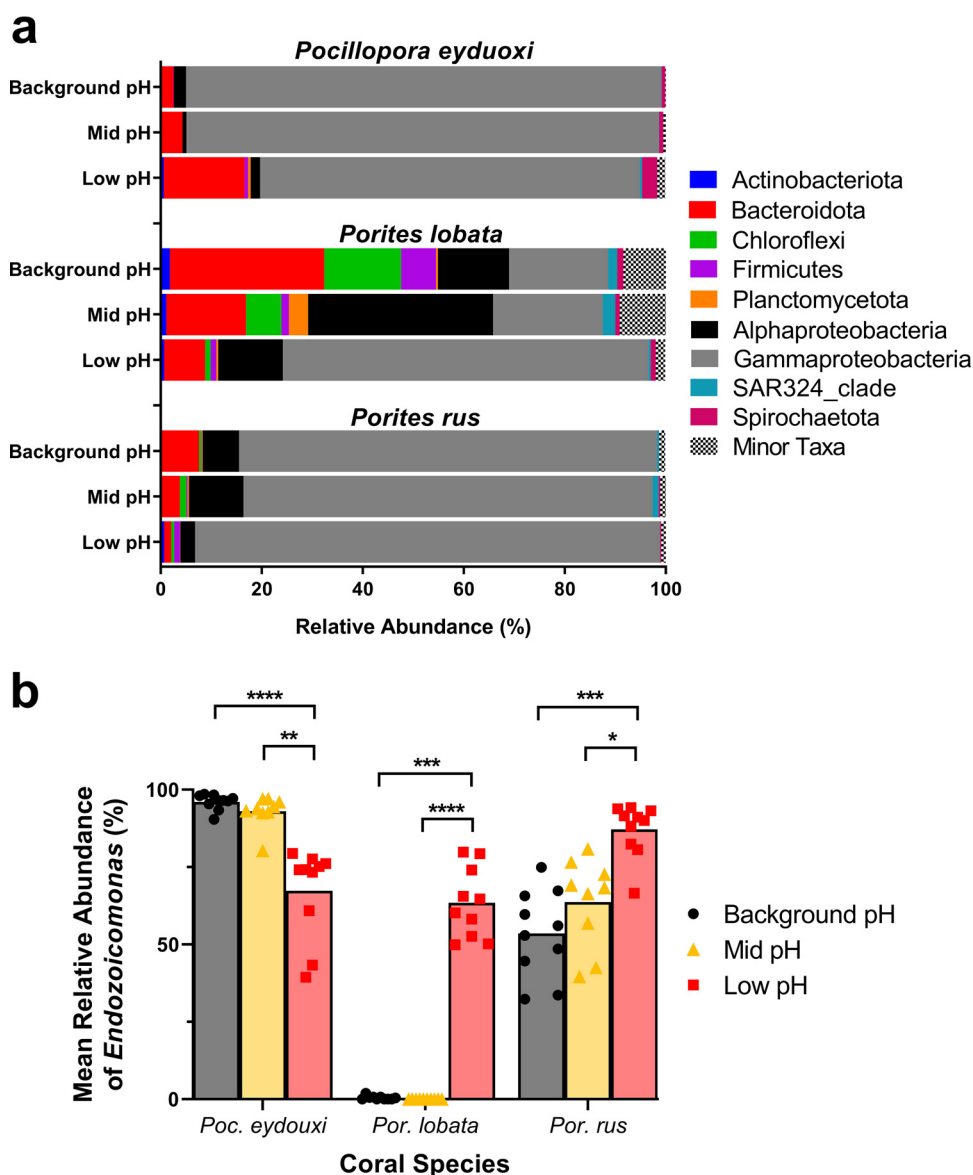 a
Pocillopora eyduoxi
Background pH
Mid pH
Low pH
Porites lobata
Background pH
Mid pH
Low pH
Porites rus
Background pH
Mid pH
Low pH
0 20 40 60 80 100
Relative Abundance (%)
Actinobacteriota
Bacteroidota
Chloroflexi
Firmicutes
Planctomycetota
Alphaproteobacteria
Gammaproteobacteria
SAR324_clade
Spirochaetota
Minor Taxa
b
**** ** *** **** *** *
Mean Relative Abundance
of Endozoicomonas (%)
100
50
0
Poc. eydouxi Por. lobata Por. rus
Coral Species
Background pH
Mid pH
Low pH